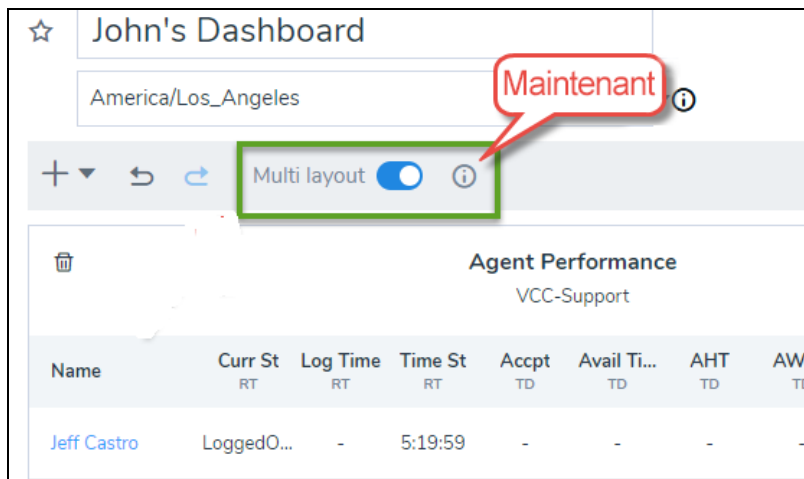 John's Dashboard
America/Los_Angeles
Maintenant
Multi layout
Agent Performance
VCC-Support
Name Curr St Log Time Time St Accpt Avail Ti... AHT AW
RT RT RT TD TD TD
Jeff Castro LoggedO... - 5:19:59 - - - -